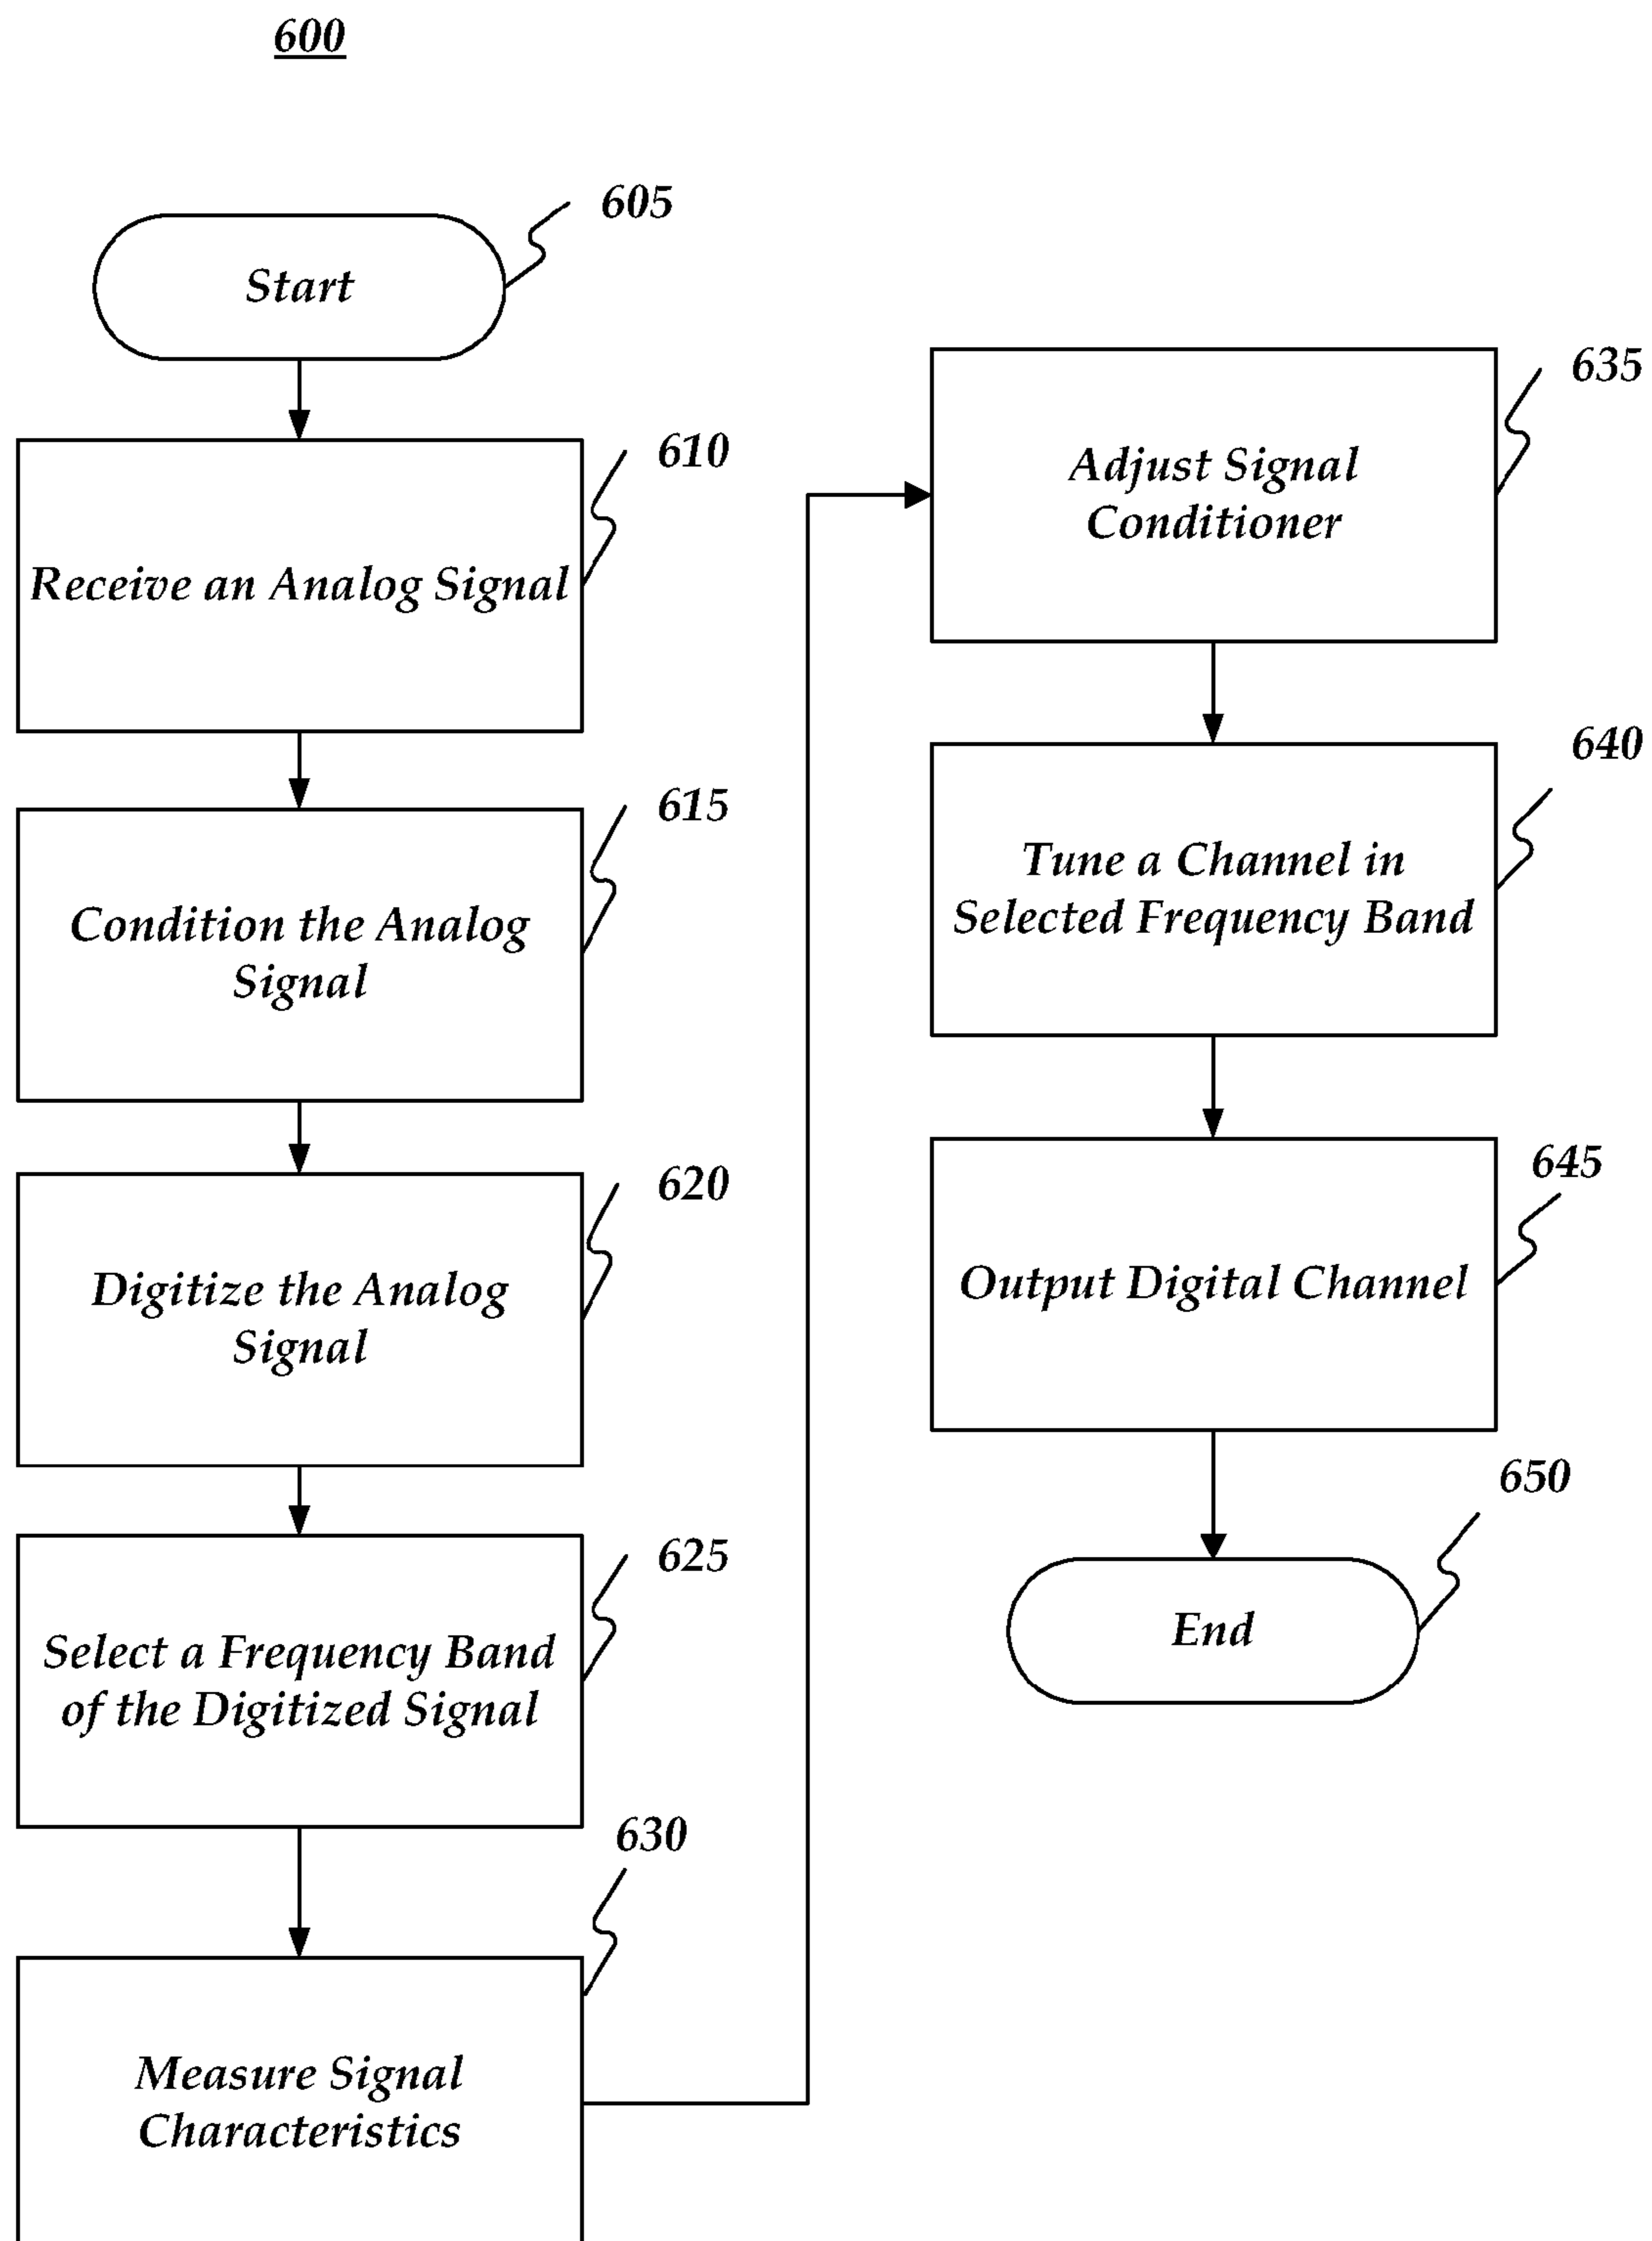 600
Start
605
Receive an Analog Signal
610
Condition the Analog
Signal
615
Digitize the Analog
Signal
620
Select a Frequency Band
of the Digitized Signal
625
Measure Signal
Characteristics
630
Adjust Signal
Conditioner
635
Tune a Channel in
Selected Frequency Band
640
Output Digital Channel
645
End
650